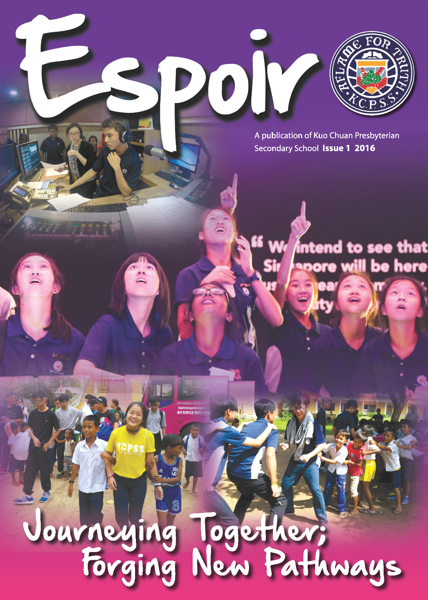 Espoir
AFLAME FOR TRUTH
KCPSS
A publication of Kuo Chuan Presbyterian
Secondary School Issue 1 2016
“ We intend to see that
Singapore will be here
KCPSS
Journeying Together;
Forging New Pathways